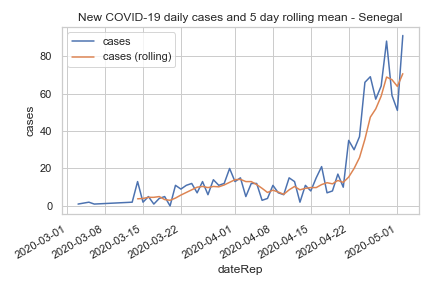 New COVID-19 daily cases and 5 day rolling mean - Senegal
cases
cases (rolling)
80
60
40
20
0
cases
2020-03-01
2020-03-08
2020-03-15
2020-03-22
2020-04-01
2020-04-08
2020-04-15
2020-04-22
2020-05-01
dateRep